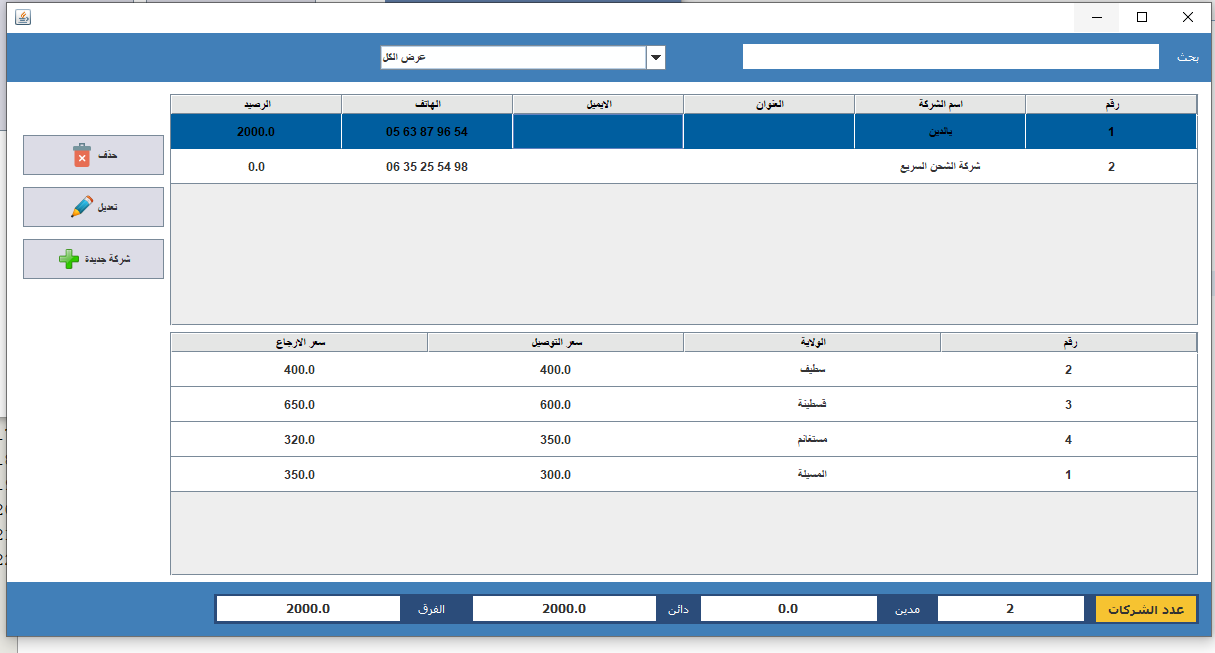 بحث عرض الكل
رقم اسم الشركة العنوان الايميل الهاتف الرصيد
1 يالدين 05 63 87 96 54 2000.0
2 شركة الشحن السريع 06 35 25 54 98 0.0
حذف
تعديل
شركة جديدة
رقم الولاية سعر التوصيل سعر الارجاع
2 سطيف 400.0 400.0
3 قسطينة 600.0 650.0
4 مستغانم 350.0 320.0
1 المسيلة 300.0 350.0
عدد الشركات 2 مدين 0.0 دائن 2000.0 الفرق 2000.0